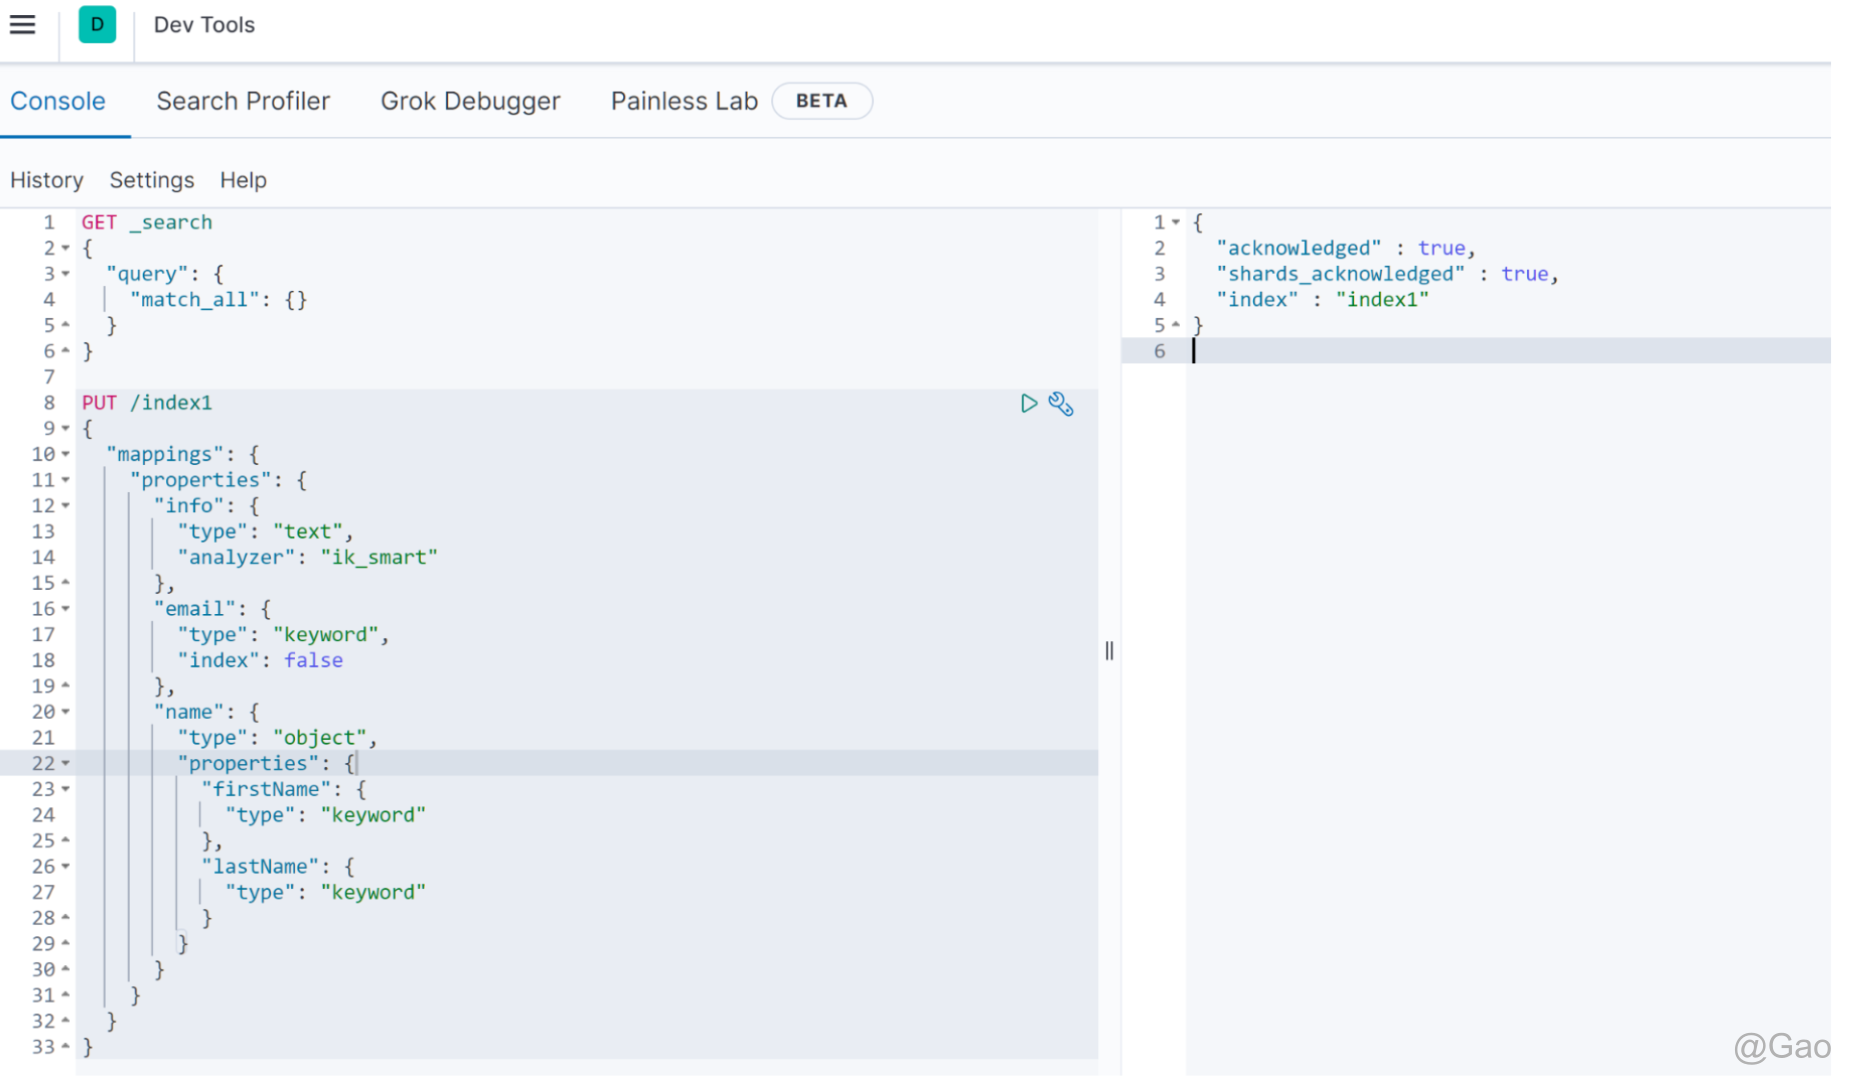 D Dev Tools
Console Search Profiler Grok Debugger Painless Lab BETA
History Settings Help
1 GET _search
2 {
3 "query": {
4 "match_all": {}
5 }
6 }
7
8 PUT /index1
9 {
10 "mappings": {
11 "properties": {
12 "info": {
13 "type": "text",
14 "analyzer": "ik_smart"
15 },
16 "email": {
17 "type": "keyword",
18 "index": false
19 },
20 "name": {
21 "type": "object",
22 "properties": {
23 "firstName": {
24 "type": "keyword"
25 },
26 "lastName": {
27 "type": "keyword"
28 }
29 }
30 }
31 }
32 }
33 }
1 {
2 "acknowledged" : true,
3 "shards_acknowledged" : true,
4 "index" : "index1"
5 }
6
@Gao